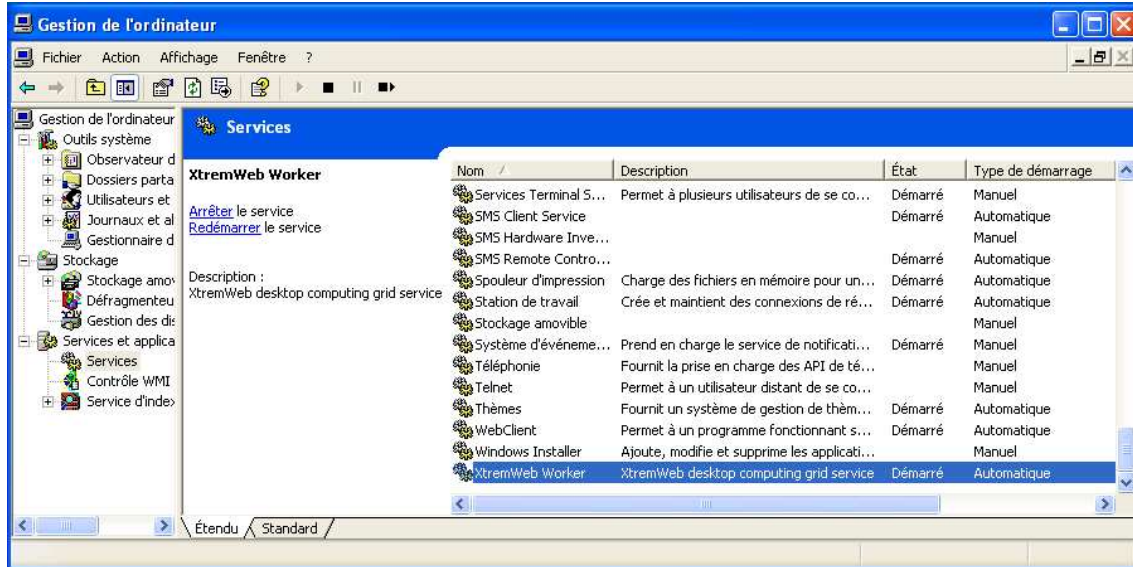 Gestion de l'ordinateur
Fichier Action Affichage Fenêtre ?
Gestion de l'ordinateur
Outils système
Observateur d
Dossiers parta
Utilisateurs et
Journaux et al
Gestionnaire d
Stockage
Stockage amov
Défragmenteu
Gestion des dis
Services et applica
Services
Contrôle WMI
Service d'index
Services
XtremWeb Worker
Arrêter le service
Redémarrer le service
Description :
XtremWeb desktop computing grid service
Nom Description État Type de démarrage
Services Terminal S... Permet à plusieurs utilisateurs de se co... Démarré Manuel
SMS Client Service Démarré Automatique
SMS Hardware Inve... Manuel
SMS Remote Contro... Démarré Automatique
Spouleur d'impression Charge des fichiers en mémoire pour un... Démarré Automatique
Station de travail Crée et maintient des connexions de ré... Démarré Automatique
Stockage amovible Manuel
Système d'événeme... Prend en charge le service de notificati... Démarré Manuel
Téléphonie Fournit la prise en charge des API de té... Manuel
Telnet Permet à un utilisateur distant de se co... Manuel
Thèmes Fournit un système de gestion de thèm... Démarré Automatique
WebClient Permet à un programme fonctionnant s... Démarré Automatique
Windows Installer Ajoute, modifie et supprime les applicati... Manuel
XtremWeb Worker XtremWeb desktop computing grid service Démarré Automatique
Étendu Standard